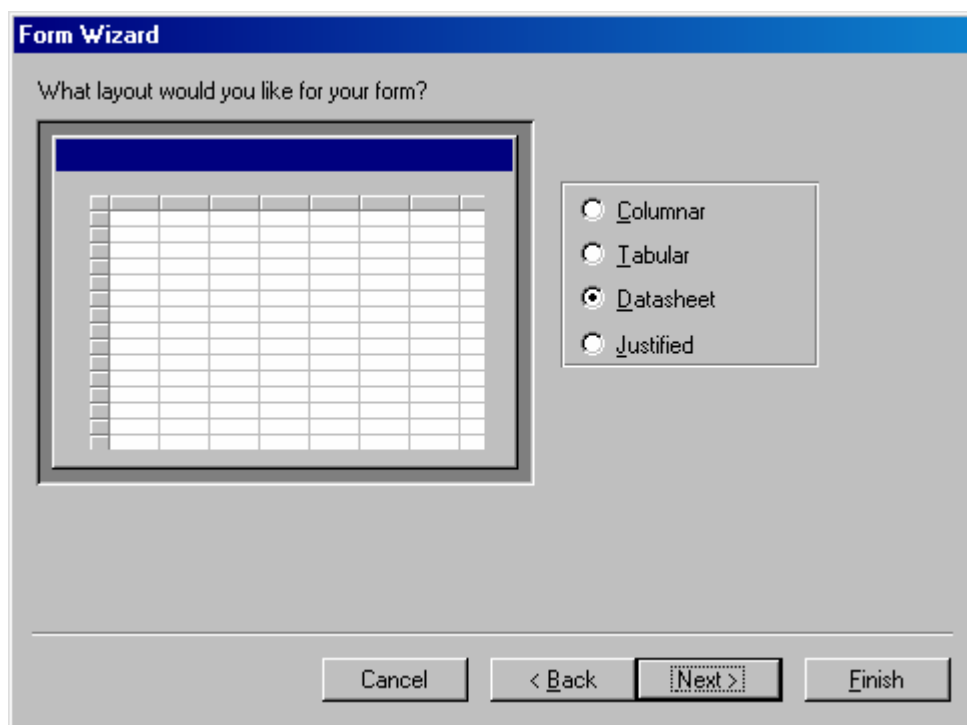 Form Wizard
What layout would you like for your form?
Columnar
Tabular
Datasheet
Justified
Cancel
< Back
Next >
Finish